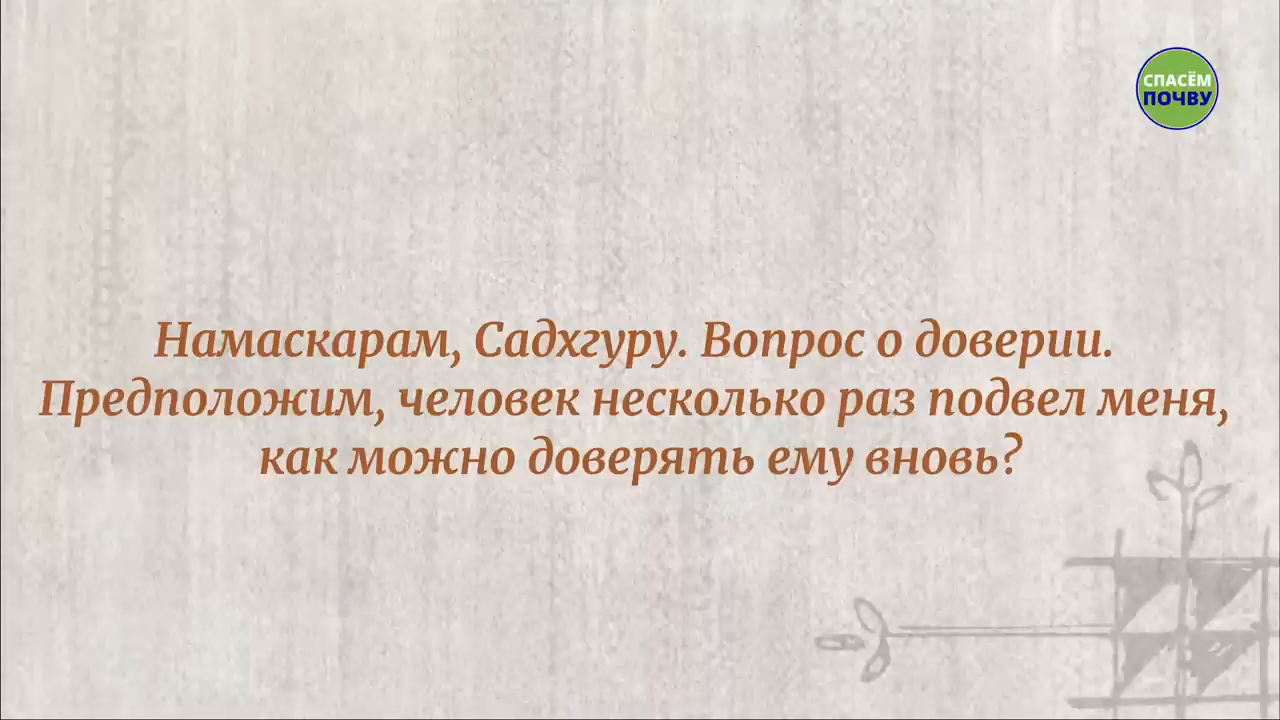 СПАСЁМ
ПОЧВУ
Намаскарам, Садхгуру. Вопрос о доверии.
Предположим, человек несколько раз подвел меня,
как можно доверять ему вновь?